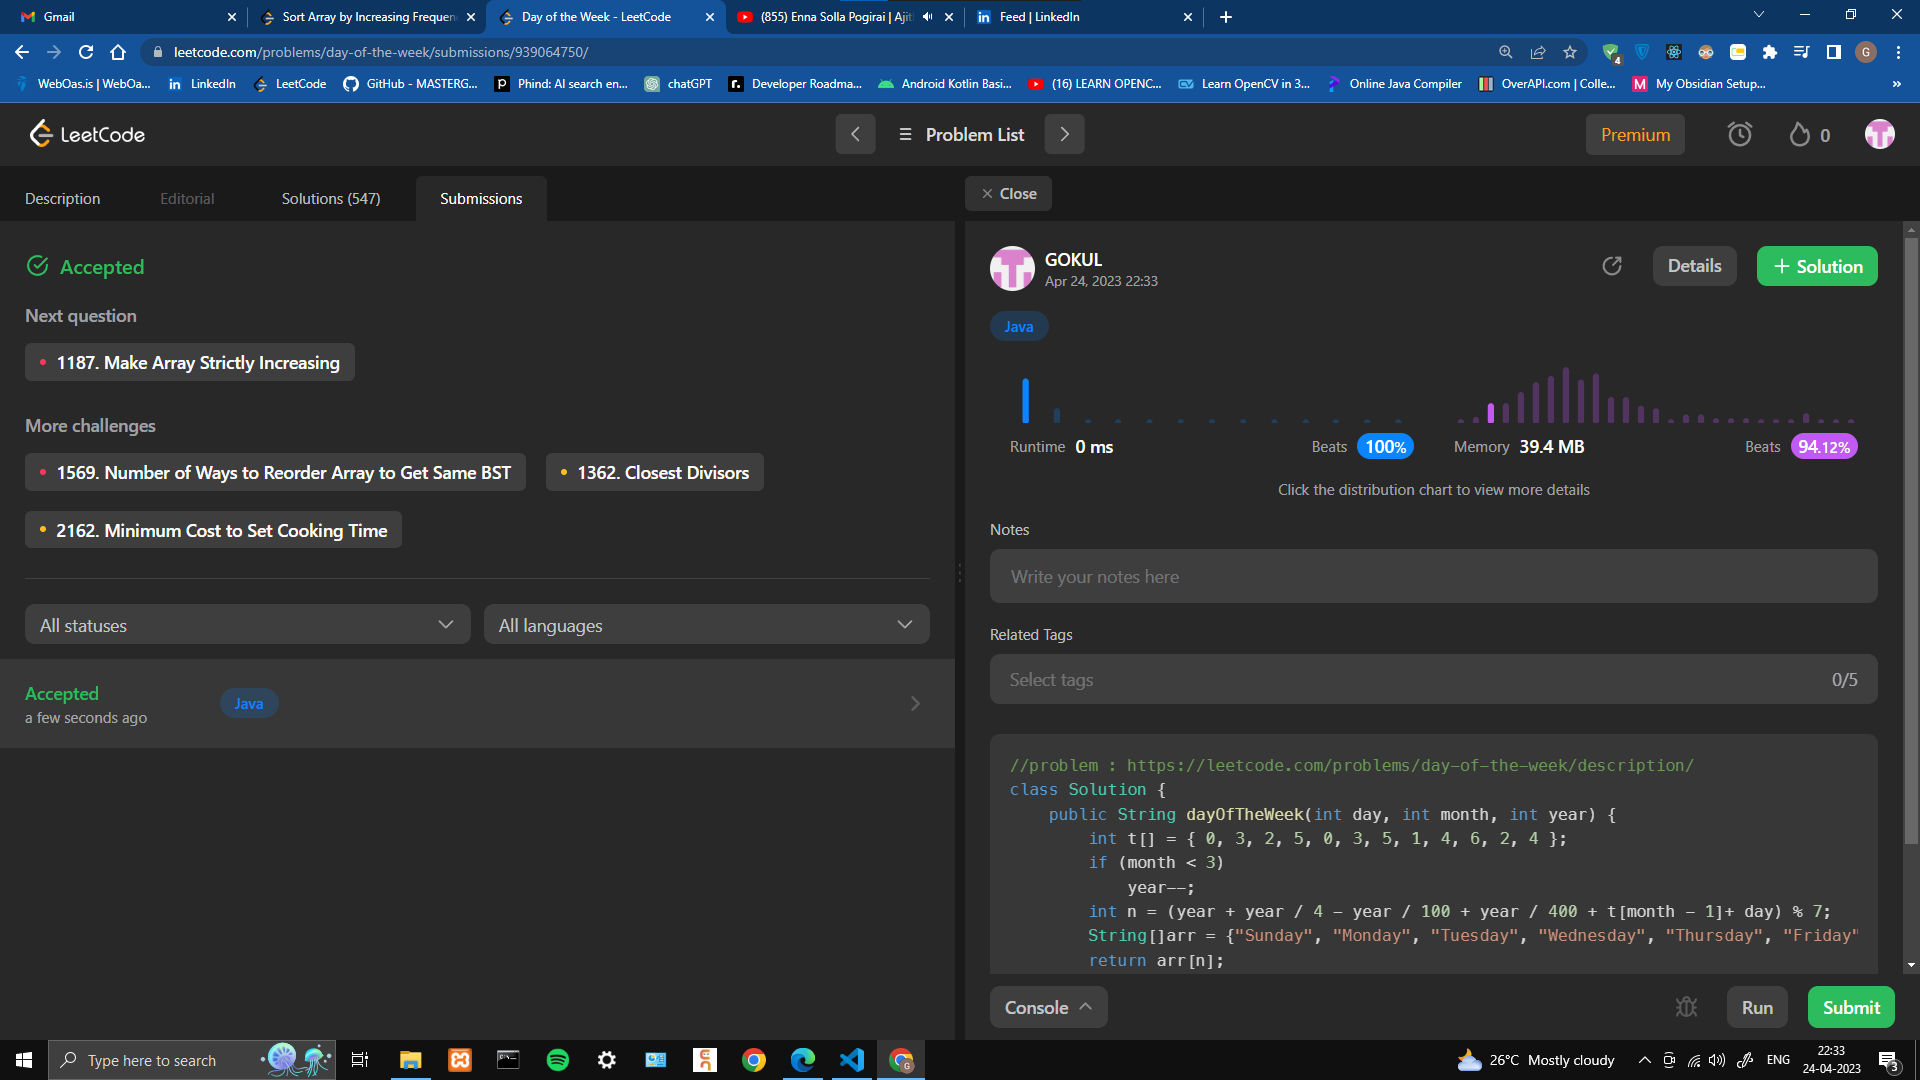 Gmail
Sort Array by Increasing Frequen
Day of the Week - LeetCode
(855) Enna Solla Pogirai | Ajit
Feed | LinkedIn
leetcode.com/problems/day-of-the-week/submissions/939064750/
4
G
WebOas.is | WebOa...
LinkedIn
LeetCode
GitHub - MASTERG...
Phind: AI search en...
chatGPT
Developer Roadma...
Android Kotlin Basi...
(16) LEARN OPENC...
Learn OpenCV in 3...
Online Java Compiler
OverAPI.com | Colle...
My Obsidian Setup,...
»
LeetCode
Problem List
Premium
0
Description
Editorial
Solutions (547)
Submissions
Close
Accepted
Next question
1187. Make Array Strictly Increasing
More challenges
1569. Number of Ways to Reorder Array to Get Same BST
1362. Closest Divisors
2162. Minimum Cost to Set Cooking Time
All statuses
All languages
Accepted
a few seconds ago
Java
GOKUL
Apr 24, 2023 22:33
Details
+ Solution
Java
Runtime 0 ms
Beats 100%
Memory 39.4 MB
Beats 94.12%
Click the distribution chart to view more details
Notes
Write your notes here
Related Tags
Select tags
0/5
//problem : https://leetcode.com/problems/day-of-the-week/description/
class Solution {
public String dayOfTheWeek(int day, int month, int year) {
int t[] = { 0, 3, 2, 5, 0, 3, 5, 1, 4, 6, 2, 4 };
if (month < 3)
year--;
int n = (year + year / 4 - year / 100 + year / 400 + t[month - 1]+ day) % 7;
String[]arr = {"Sunday", "Monday", "Tuesday", "Wednesday", "Thursday", "Friday"
return arr[n];
Console
Run
Submit
Type here to search
26°C Mostly cloudy
ENG
22:33
24-04-2023
3